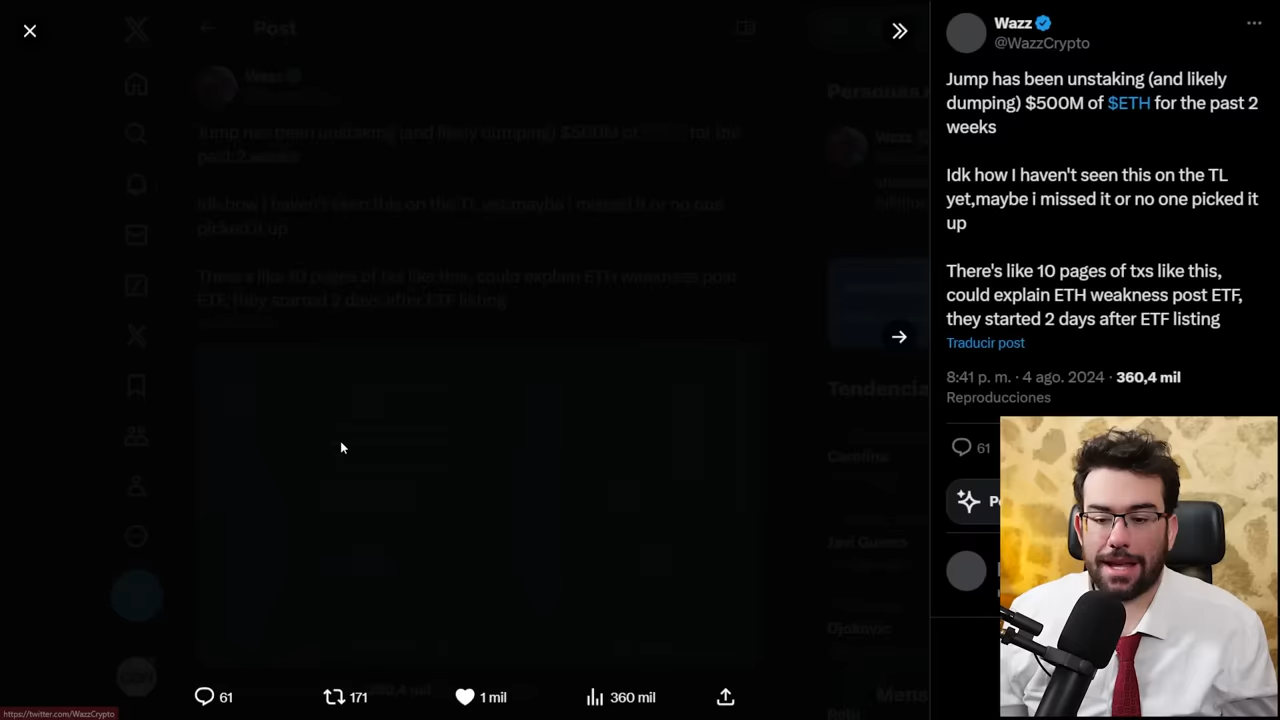 Post
Wazz
@WazzCrypto
Jump has been unstaking (and likely
dumping) $500M of $ETH for the past 2
weeks
Idk how I haven't seen this on the TL
yet,maybe i missed it or no one picked it
up
There's like 10 pages of txs like this,
could explain ETH weakness post ETF,
they started 2 days after ETF listing
Traducir post
8:41 p. m. · 4 ago. 2024 · 360,4 mil
Reproducciones
61
Jump has been unstaking (and likely dumping) $500M of $ETH for the
past 2 weeks
Idk how I haven't seen this on the TL yet,maybe i missed it or no one
picked it up
There's like 10 pages of txs like this, could explain ETH weakness post
ETF, they started 2 days after ETF listing
Tendencia
Carolina
Djokovic
Mens
61
171
1 mil
360 mil
https://twitter.com/WazzCrypto